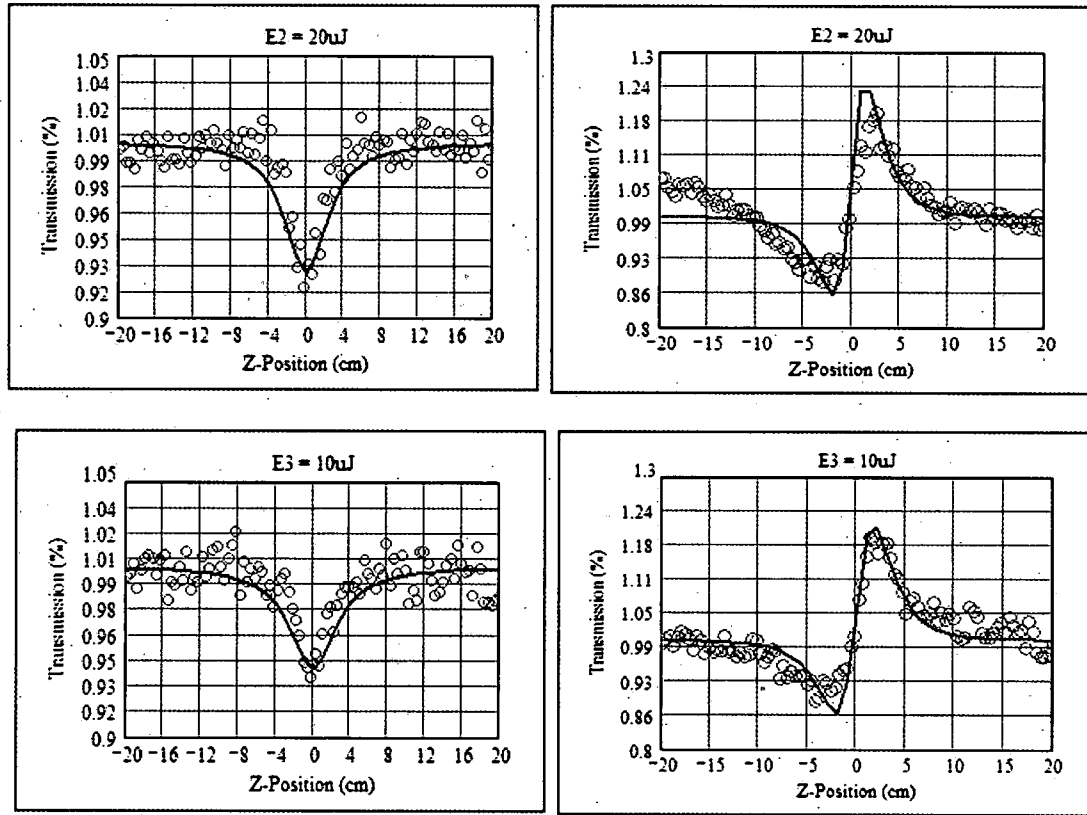 E2 = 20uJ
1.05
1.04
1.02
1.01
0.99
0.98
0.96
0.95
0.93
0.92
0.9
Transmission (%)
−20 −16 −12 −8 −4 0 4 8 12 16 20
Z-Position (cm)
E2 = 20uJ
1.3
1.24
1.18
1.11
1.05
0.99
0.93
0.86
0.8
Transmission (%)
−20 −15 −10 −5 0 5 10 15 20
Z-Position (cm)
E3 = 10uJ
1.05
1.04
1.02
1.01
0.99
0.98
0.96
0.95
0.93
0.92
0.9
Transmission (%)
−20 −16 −12 −8 −4 0 4 8 12 16 20
Z-Position (cm)
E3 = 10uJ
1.3
1.24
1.18
1.11
1.05
0.99
0.93
0.86
0.8
Transmission (%)
−20 −15 −10 −5 0 5 10 15 20
Z-Position (cm)